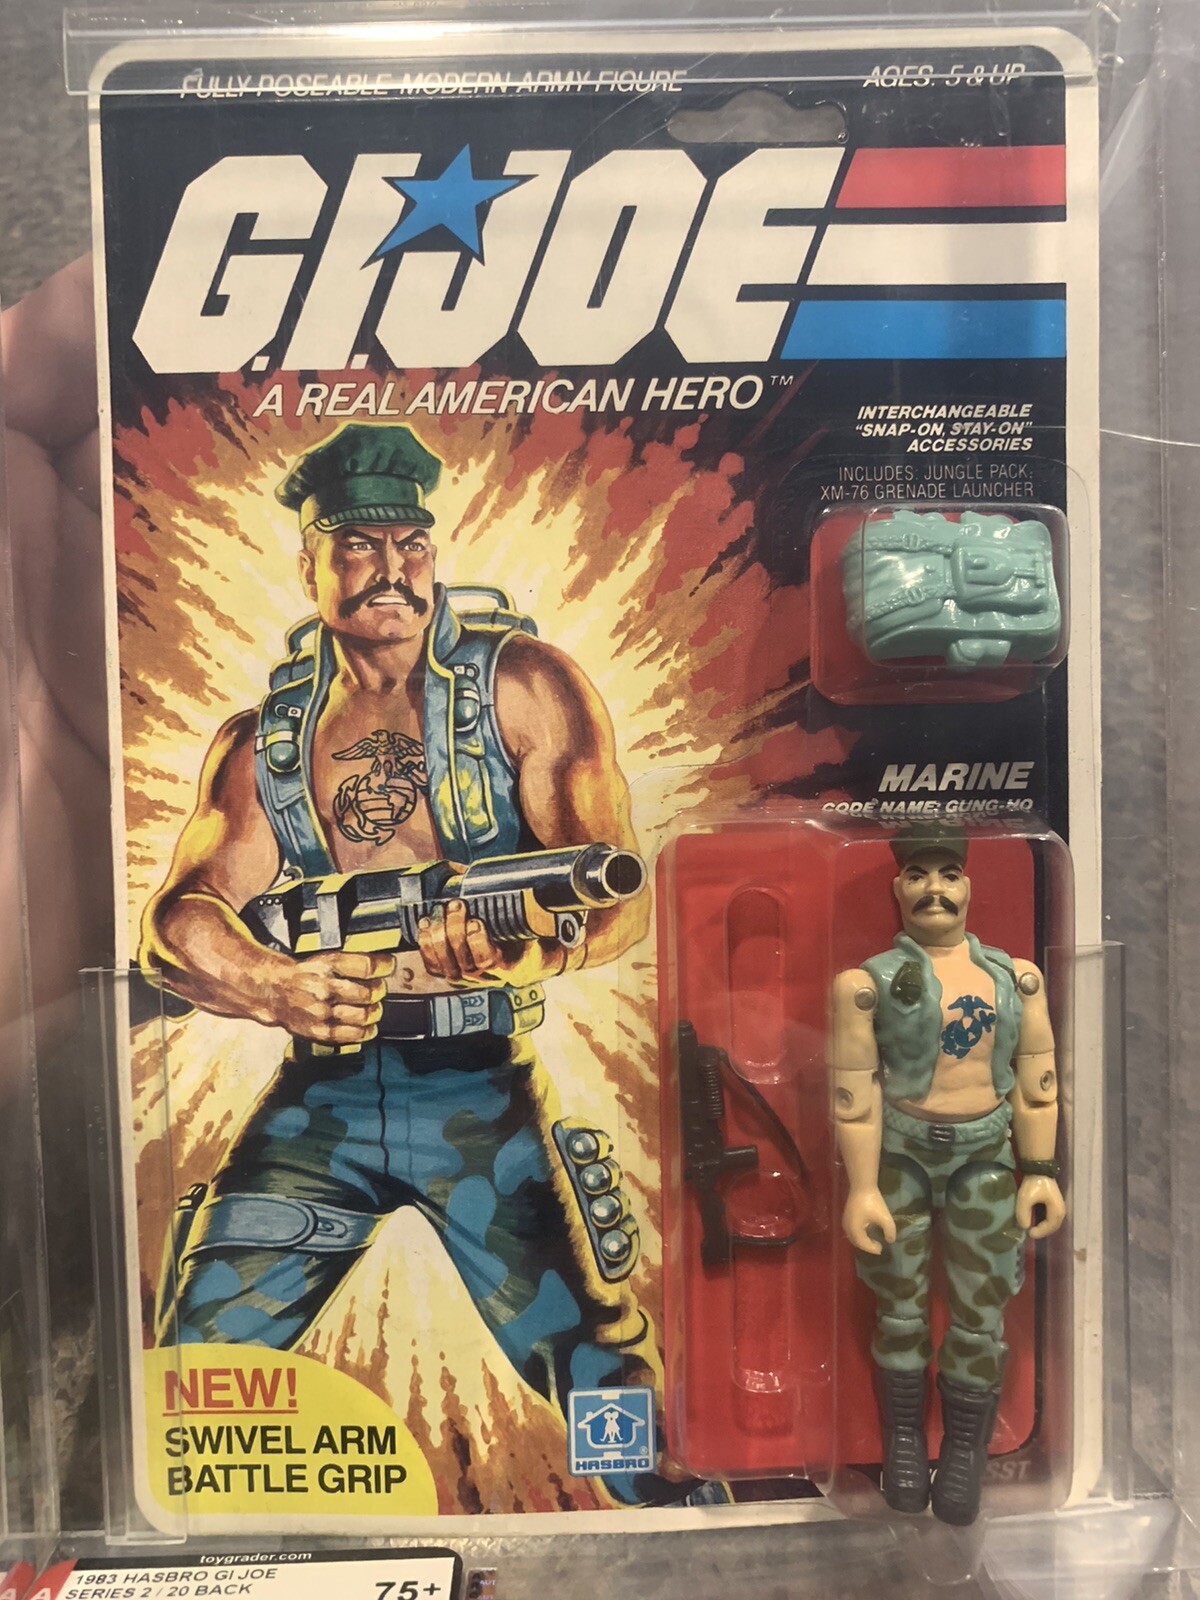 FULLY POSEABLE MODERN ARMY FIGURE
AGES: 5 & UP
G.I. JOE
A REAL AMERICAN HERO™
INTERCHANGEABLE
"SNAP-ON, STAY-ON"
ACCESSORIES
INCLUDES: JUNGLE PACK;
XM-76 GRENADE LAUNCHER
MARINE
CODE NAME: GUNG-HO
NEW!
SWIVEL ARM
BATTLE GRIP
HASBRO®
SST
toygrader.com
1983 HASBRO GI JOE
SERIES 2 / 20 BACK
75+